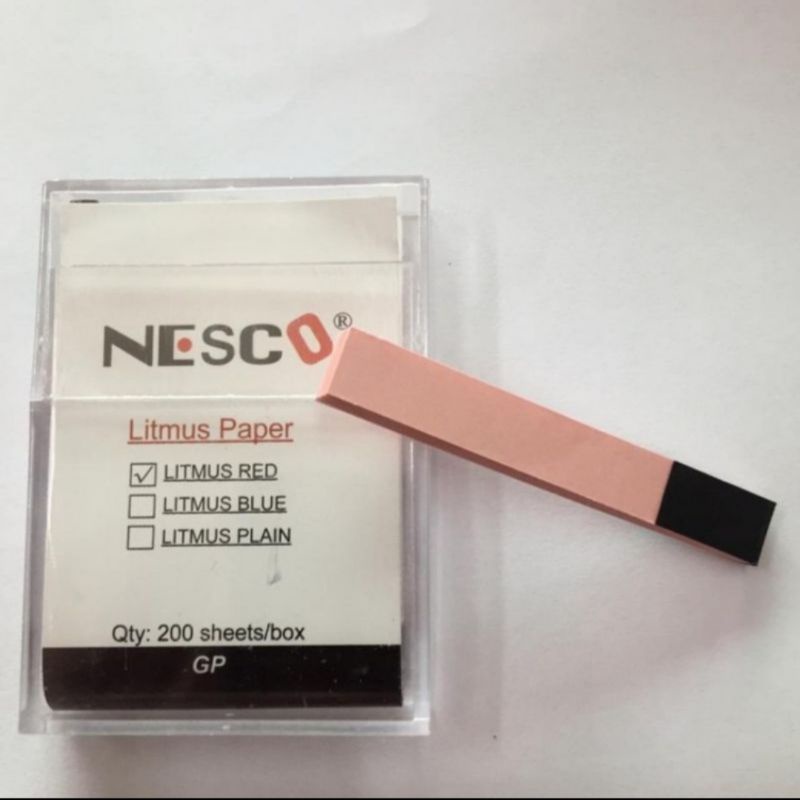 NESCO®
Litmus Paper
☑ LITMUS RED
☐ LITMUS BLUE
☐ LITMUS PLAIN
Qty: 200 sheets/box
GP